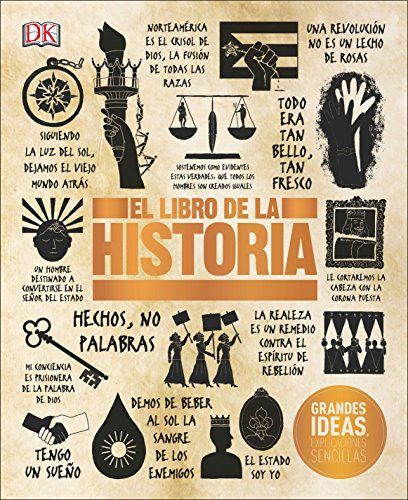 DK
NORTEAMÉRICA
ES EL CRISOL DE
DIOS, LA FUSIÓN
DE TODAS LAS
RAZAS
UNA REVOLUCIÓN
NO ES UN LECHO
DE ROSAS
SIGUIENDO
LA LUZ DEL SOL,
DEJAMOS EL VIEJO
MUNDO ATRÁS
SOSTENEMOS COMO EVIDENTES
ESTAS VERDADES: QUE TODOS LOS
HOMBRES SON CREADOS IGUALES
TODO
ERA
TAN
BELLO,
TAN
FRESCO
EL LIBRO DE LA
HISTORIA
UN HOMBRE
DESTINADO A
CONVERTIRSE EN EL
SEÑOR DEL ESTADO
LE CORTAREMOS LA
CABEZA CON LA
CORONA PUESTA
HECHOS, NO
PALABRAS
LA REALEZA
ES UN REMEDIO
CONTRA EL
ESPÍRITU DE
REBELIÓN
MI CONCIENCIA
ES PRISIONERA
DE LA PALABRA
DE DIOS
TENGO
UN SUEÑO
DEMOS DE BEBER
AL SOL LA
SANGRE
DE LOS
ENEMIGOS
EL ESTADO
SOY YO
GRANDES
IDEAS,
EXPLICACIONES
SENCILLAS